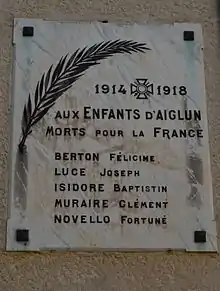 1914 1918
AUX ENFANTS D'AIGLUN
MORTS POUR LA FRANCE
BERTON FÉLICIME
LUCE JOSEPH
ISIDORE BAPTISTIN
MURAIRE CLÉMENT
NOVELLO FORTUNÉ